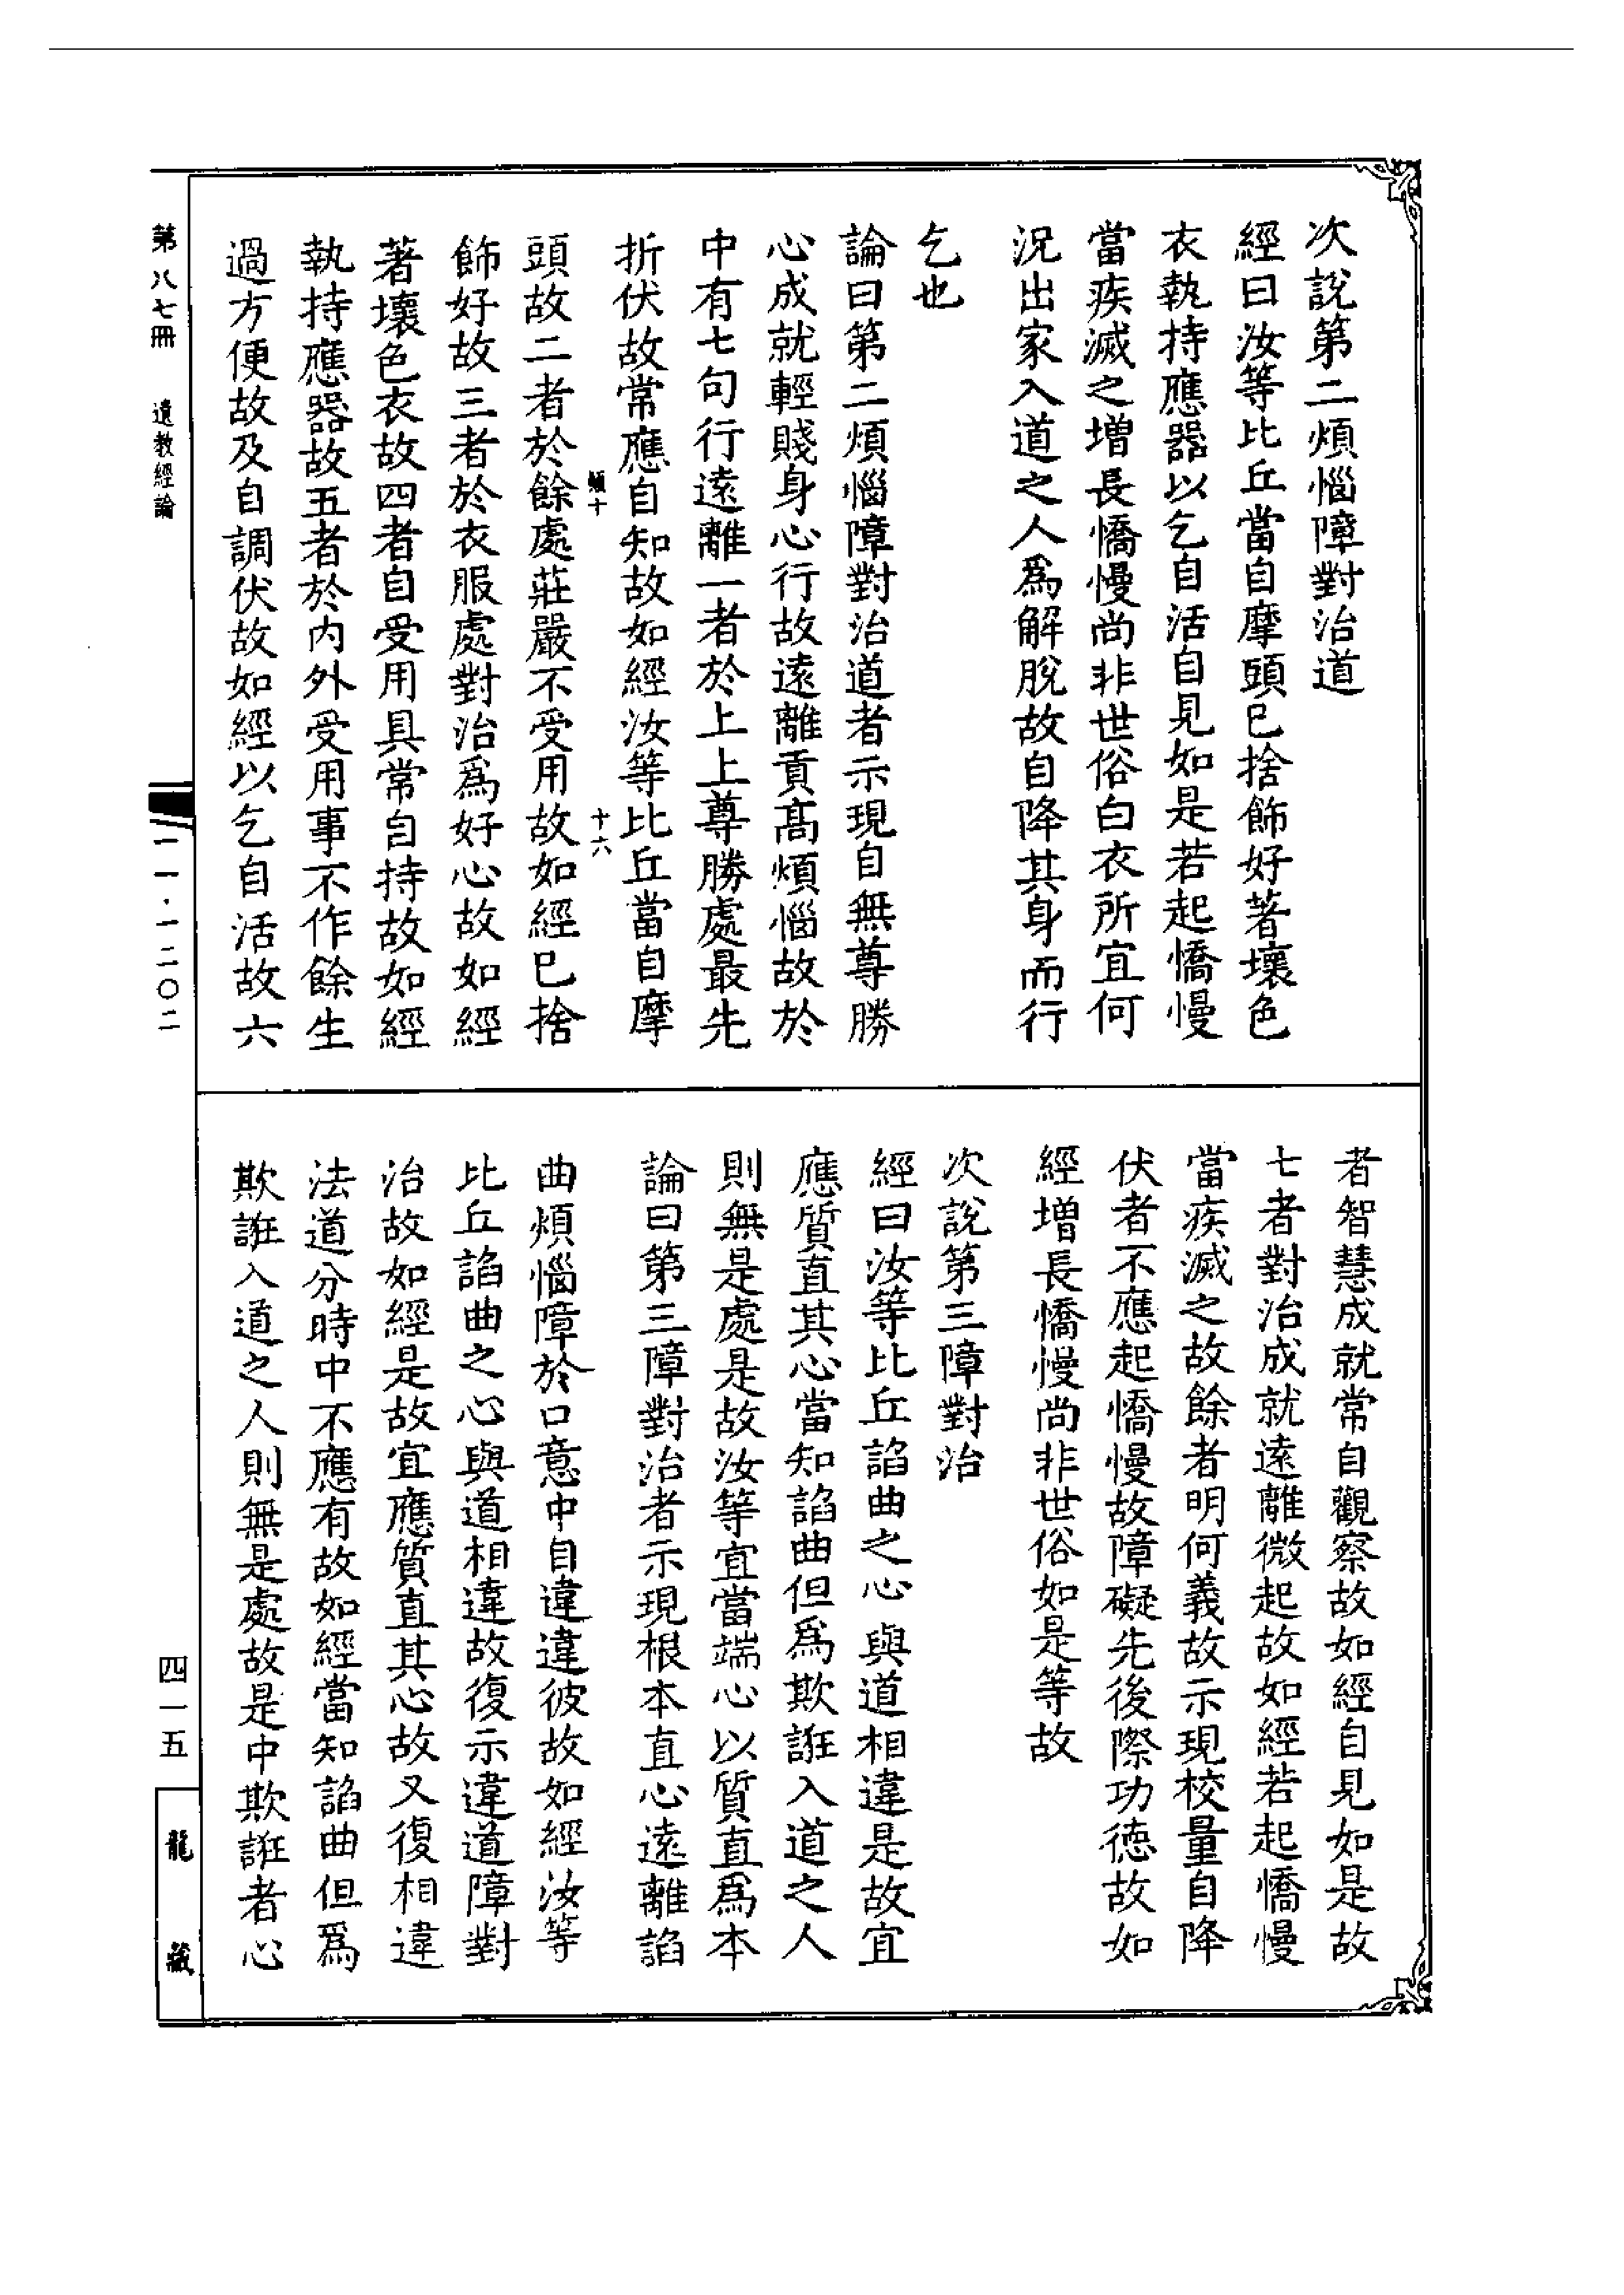 次說第二煩惱障對治道
經曰汝等比丘當自摩頭已捨飾好著壞色
衣執持應器以乞自活自見如是若起憍慢
當疾滅之增長憍慢尚非世俗白衣所宜何
況出家入道之人爲解脫故自降其身而行
乞也
論曰第二煩惱障對治道者示現自無尊勝
心成就輕賤身心行故遠離貢高煩惱故於
中有七句行遠離一者於上上尊勝處最先
折伏故常應自知故如經汝等比丘當自摩
十六
頭故二者於餘處莊嚴不受用故如經已捨
飾好故三者於衣服處對治爲好心故如經
著壞色衣故四者自受用具常自持故如經
執持應器故五者於內外受用事不作餘生
過方便故及自調伏故如經以乞自活故六
者智慧成就常自觀察故如經自見如是故
七者對治成就遠離微起故如經若起憍慢
當疾滅之故餘者明何義故示現校量自降
伏者不應起憍慢故障礙先後際功德故如
經增長憍慢尚非世俗如是等故
次說第三障對治
經曰汝等比丘諂曲之心與道相違是故宜
應質直其心當知諂曲但爲欺誑入道之人
則無是處是故汝等宜當端心以質直爲本
論曰第三障對治者示現根本直心遠離諂
曲煩惱障於口意中自違違彼故如經汝等
比丘諂曲之心與道相違故復示違道障對
治故如經是故宜應質直其心故又復相違
法道分時中不應有故如經當知諂曲但爲
欺誑入道之人則無是處故是中欺誑者心
第八七冊 遺教經論
一一·一二〇二
四一五
龍藏